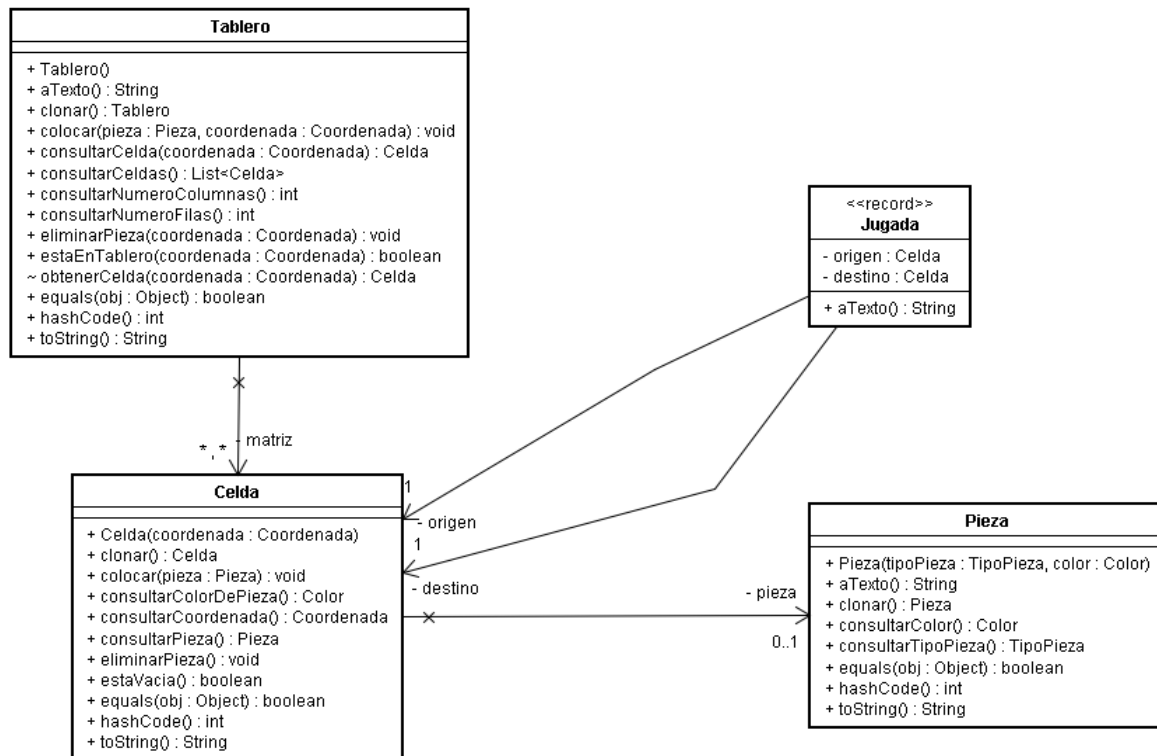 Tablero
+ Tablero()
+ aTexto() : String
+ clonar() : Tablero
+ colocar(pieza : Pieza, coordenada : Coordenada) : void
+ consultarCelda(coordenada : Coordenada) : Celda
+ consultarCeldas() : List<Celda>
+ consultarNumeroColumnas() : int
+ consultarNumeroFilas() : int
+ eliminarPieza(coordenada : Coordenada) : void
+ estaEnTablero(coordenada : Coordenada) : boolean
~ obtenerCelda(coordenada : Coordenada) : Celda
+ equals(obj : Object) : boolean
+ hashCode() : int
+ toString() : String
<<record>>
Jugada
- origen : Celda
- destino : Celda
+ aTexto() : String
- matriz
*,*
Celda
+ Celda(coordenada : Coordenada)
+ clonar() : Celda
+ colocar(pieza : Pieza) : void
+ consultarColorDePieza() : Color
+ consultarCoordenada() : Coordenada
+ consultarPieza() : Pieza
+ eliminarPieza() : void
+ estaVacia() : boolean
+ equals(obj : Object) : boolean
+ hashCode() : int
+ toString() : String
1
- origen
1
- destino
- pieza
0..1
Pieza
+ Pieza(tipoPieza : TipoPieza, color : Color)
+ aTexto() : String
+ clonar() : Pieza
+ consultarColor() : Color
+ consultarTipoPieza() : TipoPieza
+ equals(obj : Object) : boolean
+ hashCode() : int
+ toString() : String